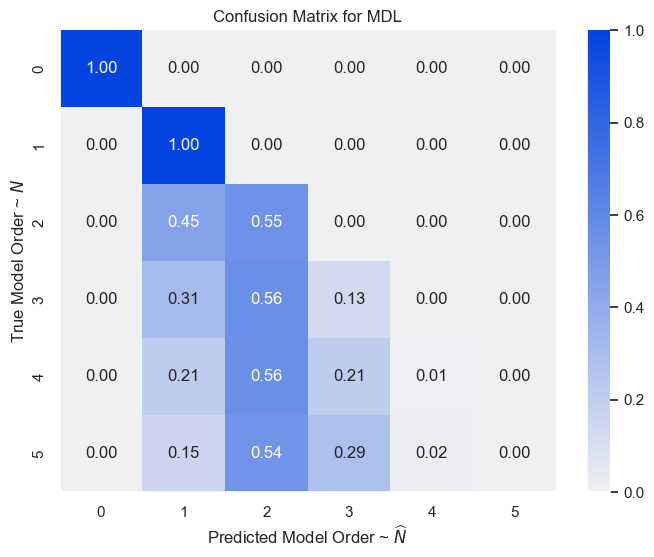 Confusion Matrix for MDL
True Model Order ~ N
0 1.00 0.00 0.00 0.00 0.00 0.00
1 0.00 1.00 0.00 0.00 0.00 0.00
2 0.00 0.45 0.55 0.00 0.00 0.00
3 0.00 0.31 0.56 0.13 0.00 0.00
4 0.00 0.21 0.56 0.21 0.01 0.00
5 0.00 0.15 0.54 0.29 0.02 0.00
0 1 2 3 4 5
Predicted Model Order ~ N̂
1.0
0.8
0.6
0.4
0.2
0.0